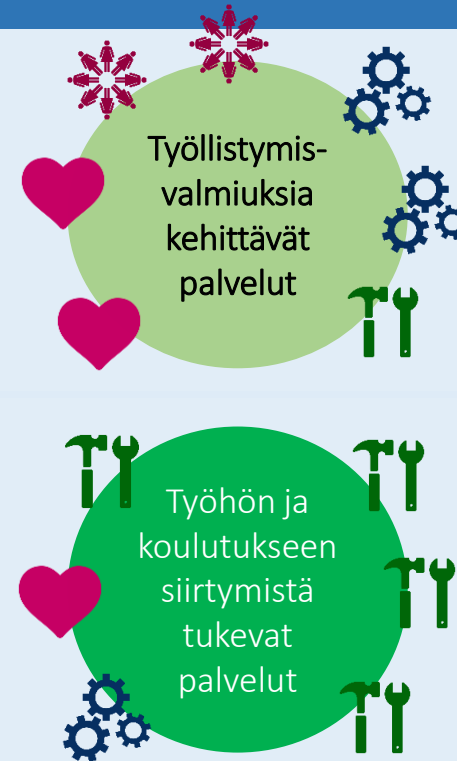 Työllistymis-
valmiuksia
kehittävät
palvelut
Työhön ja
koulutukseen
siirtymistä
tukevat
palvelut